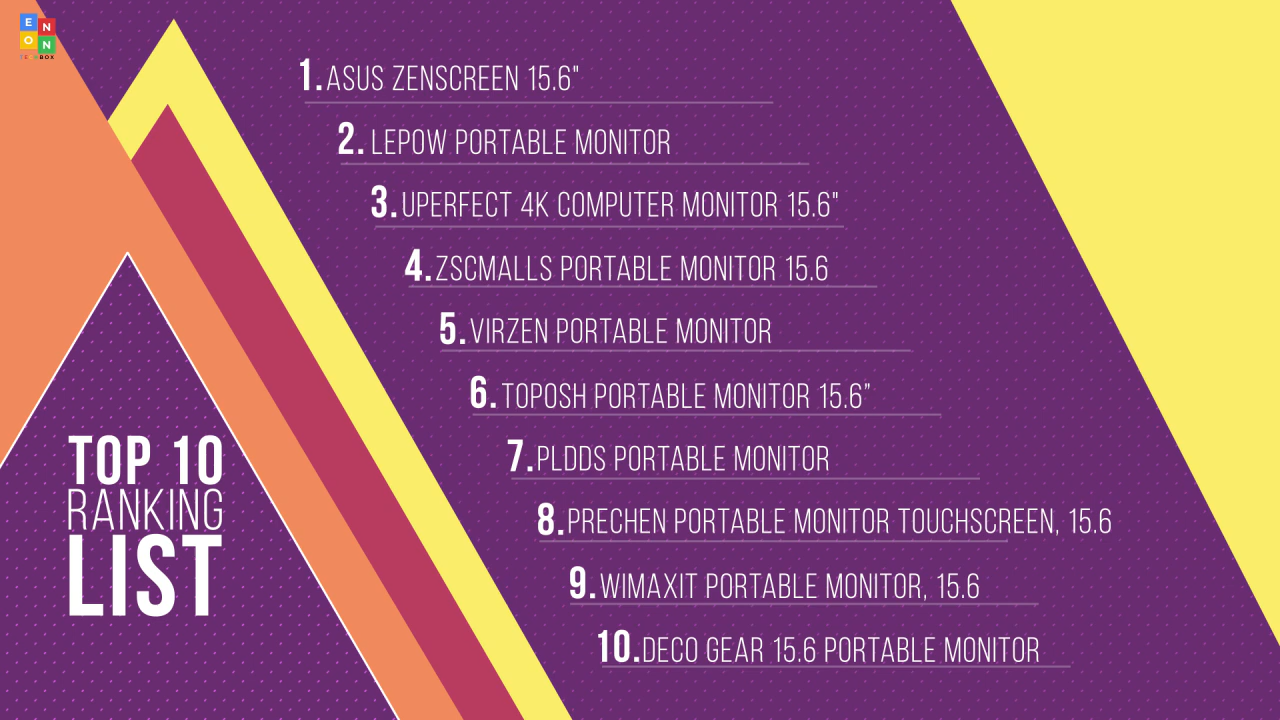 E N
O N
TECHBOX
1. ASUS ZENSCREEN 15.6"
2. LEPOW PORTABLE MONITOR
3. UPERFECT 4K COMPUTER MONITOR 15.6"
4. ZSCMALLS PORTABLE MONITOR 15.6
5. VIRZEN PORTABLE MONITOR
6. TOPOSH PORTABLE MONITOR 15.6”
7. PLDDS PORTABLE MONITOR
8. PRECHEN PORTABLE MONITOR TOUCHSCREEN, 15.6
9. WIMAXIT PORTABLE MONITOR, 15.6
10. DECO GEAR 15.6 PORTABLE MONITOR
TOP 10
RANKING
LIST